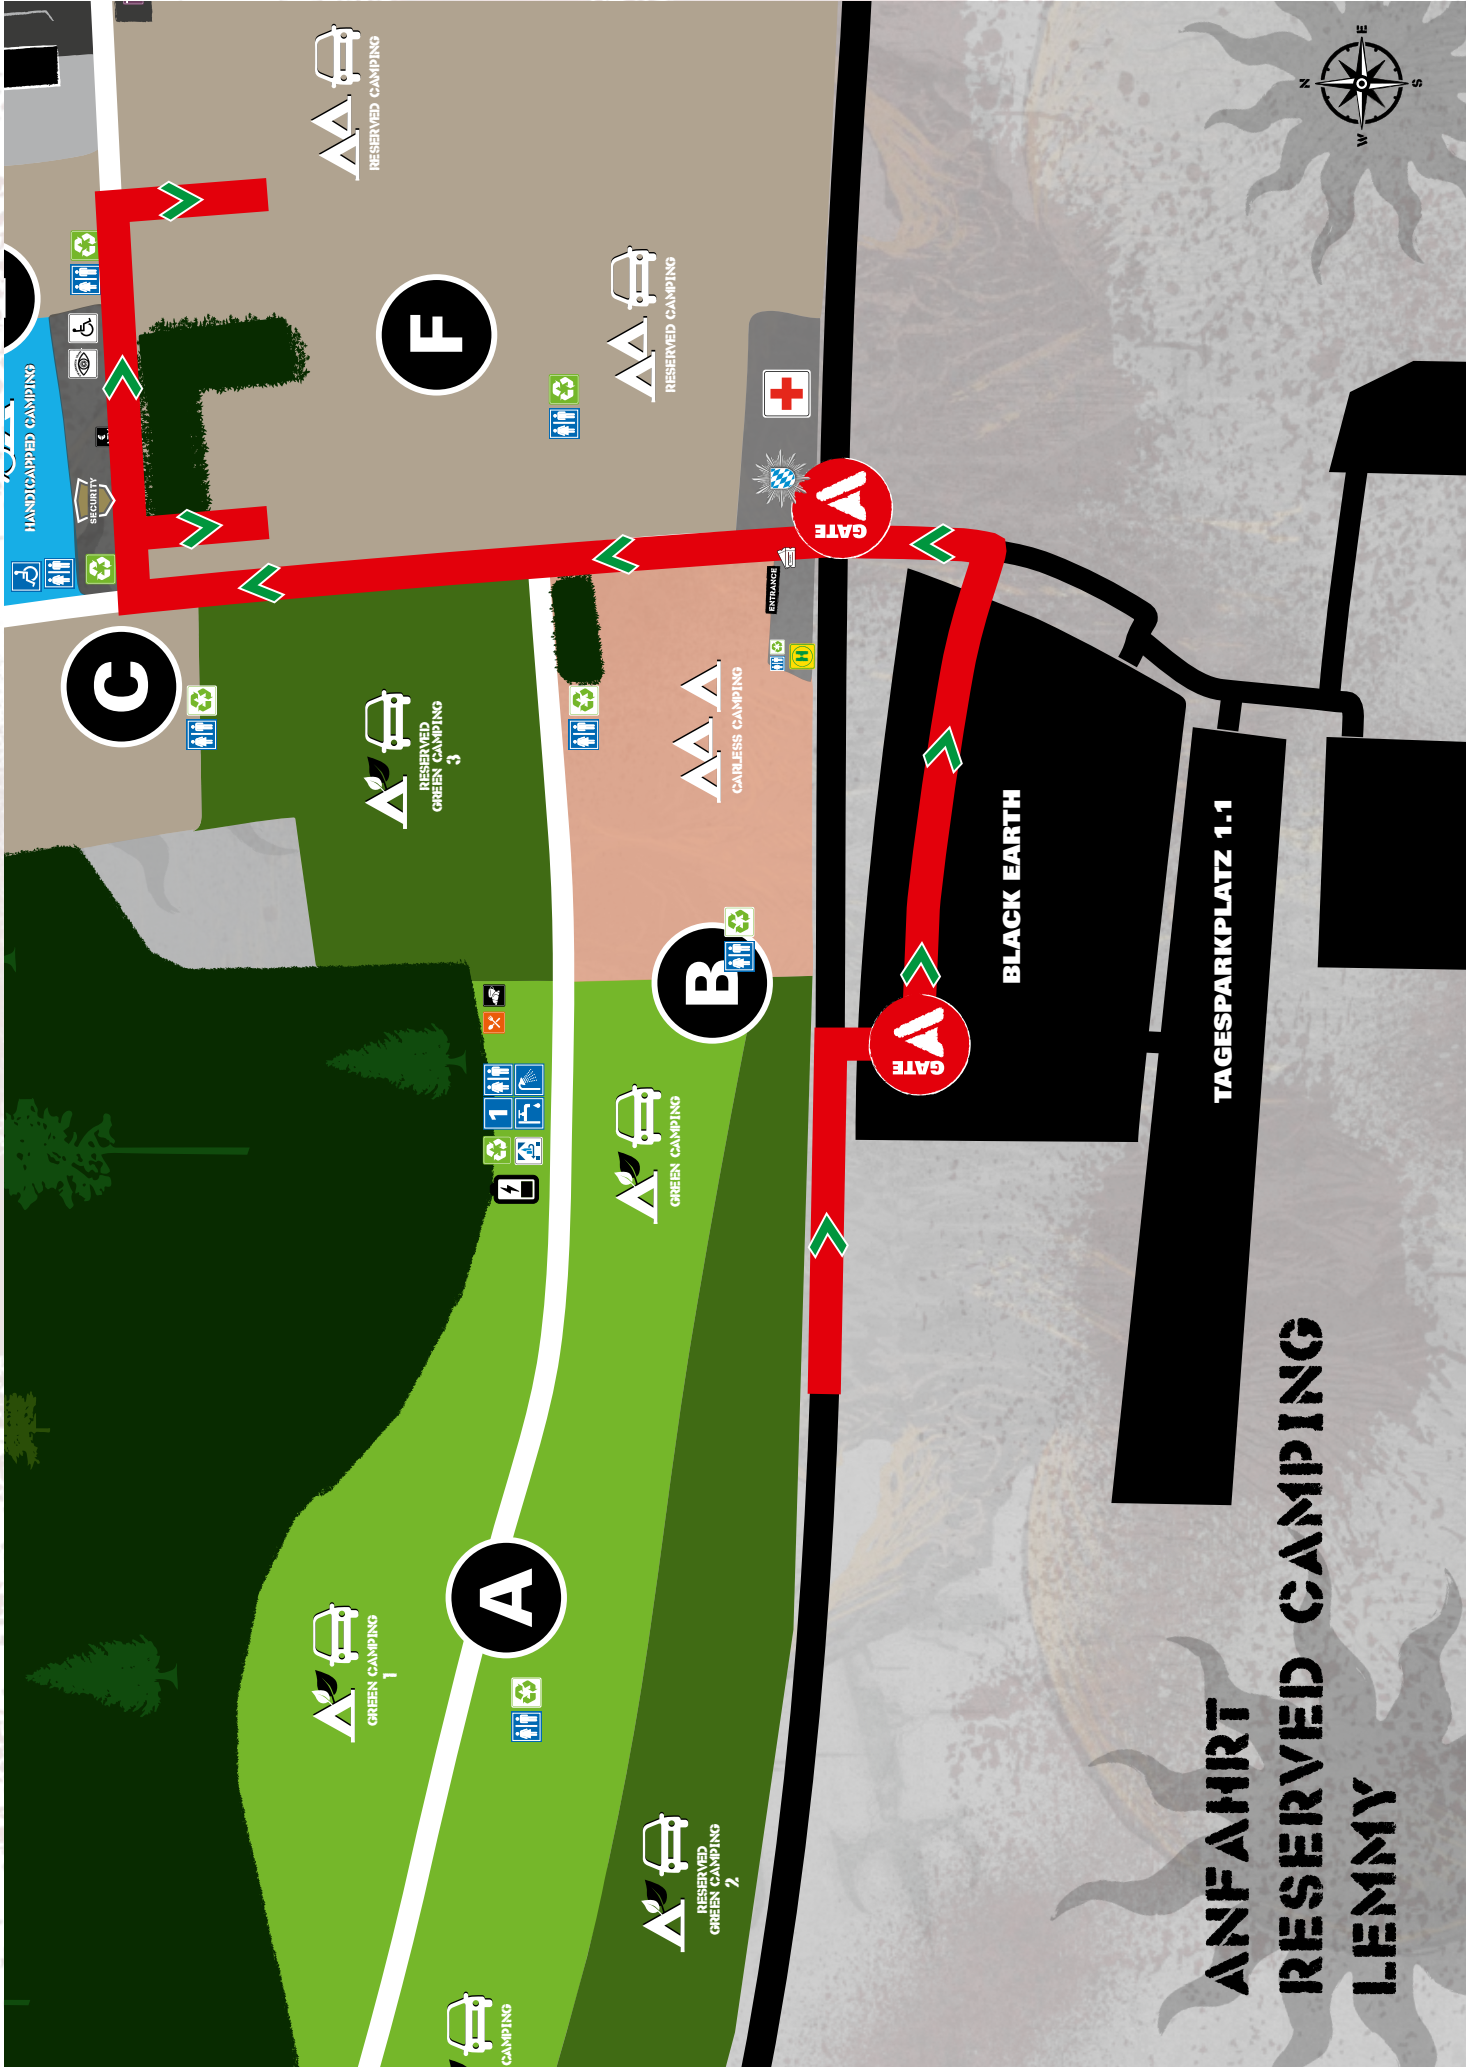 ANFAHRT
RESERVED CAMPING
LEMMY
HANDICAPPED CAMPING
SECURITY
RESERVED CAMPING
F
RESERVED CAMPING
C
RESERVED
GREEN CAMPING
3
ENTRANCE
H
GATE
CARLESS CAMPING
B
1
GREEN CAMPING
A
GREEN CAMPING
1
RESERVED
GREEN CAMPING
2
CAMPING
GATE
BLACK EARTH
TAGESPARKPLATZ 1.1
N
E
S
W